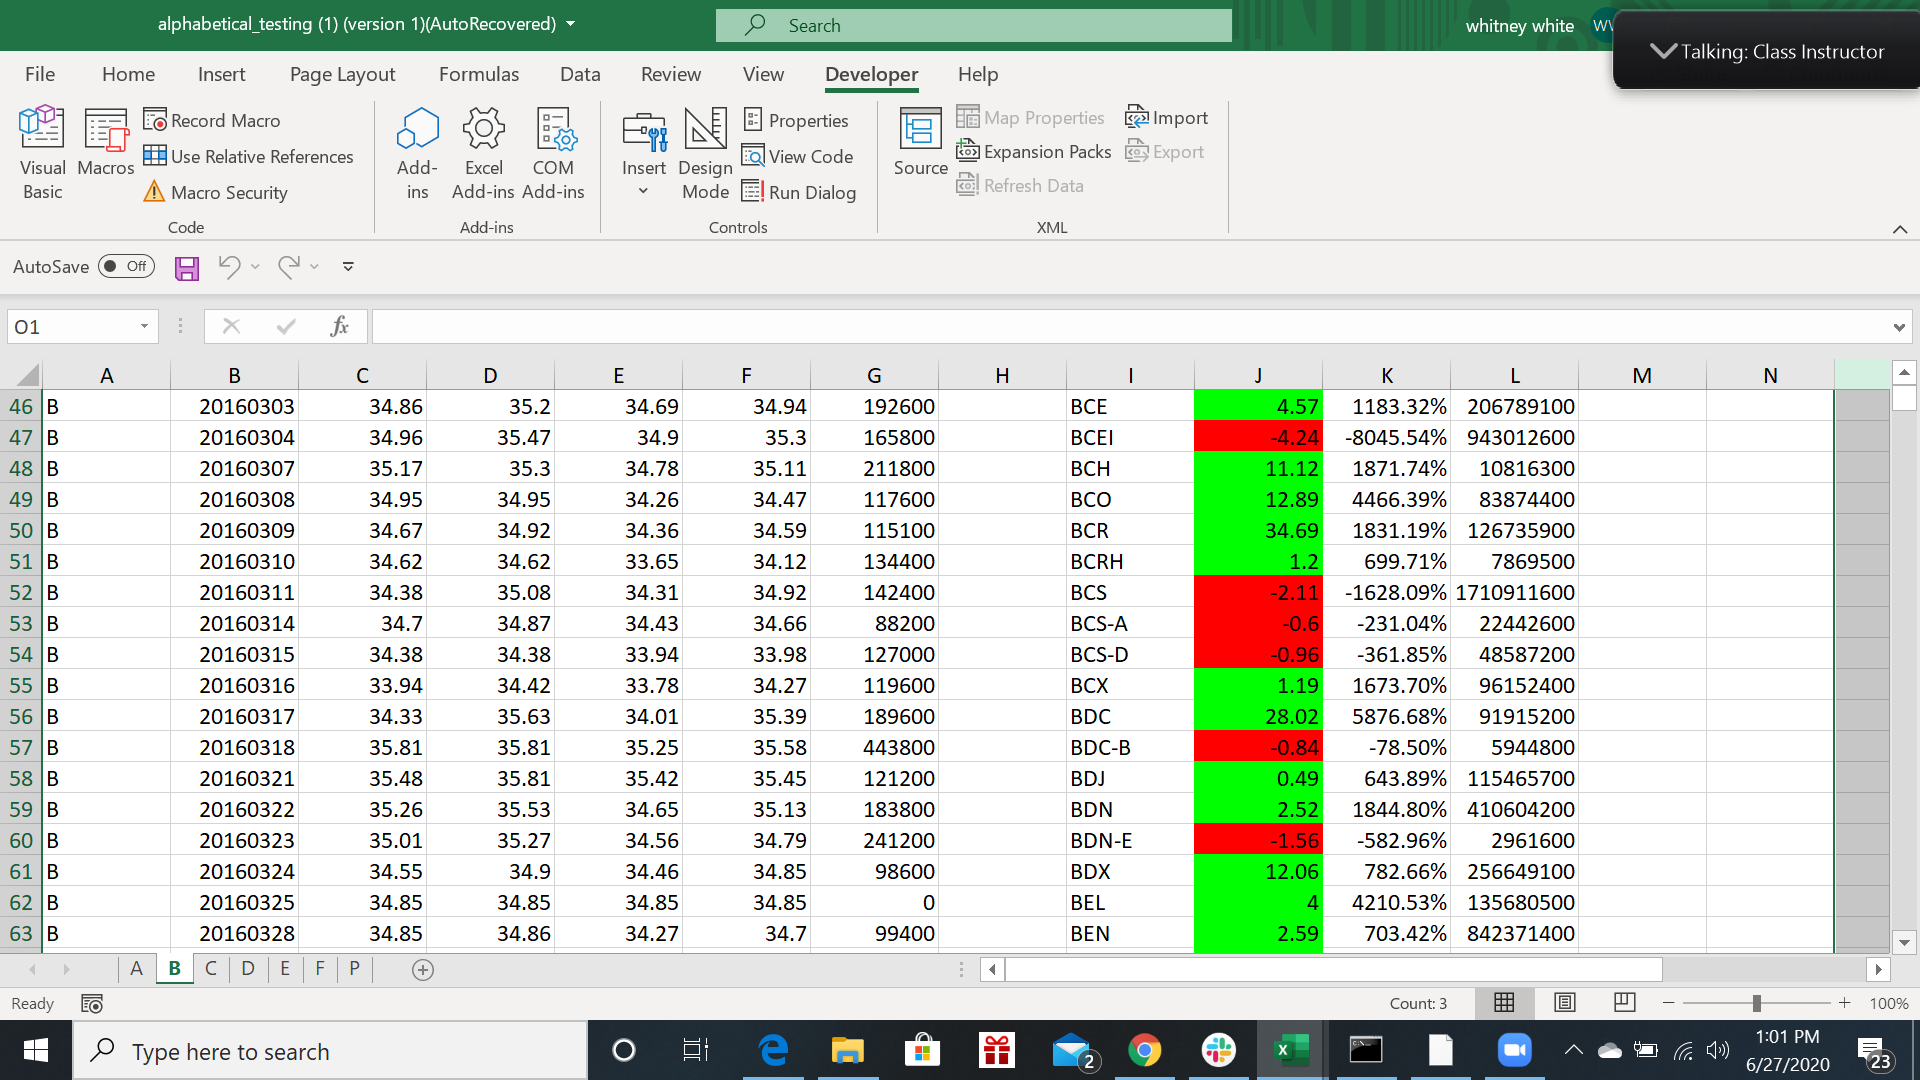 alphabetical_testing (1) (version 1)(AutoRecovered)
Search
whitney white
Talking: Class Instructor
File Home Insert Page Layout Formulas Data Review View Developer Help
Visual Basic
Macros
Record Macro
Use Relative References
Macro Security
Code
Add-ins
Excel Add-ins
COM Add-ins
Add-ins
Insert
Design Mode
Properties
View Code
Run Dialog
Controls
Source
Map Properties
Expansion Packs
Refresh Data
Import
Export
XML
AutoSave Off
O1
fx
A B C D E F G H I J K L M N
46 B 20160303 34.86 35.2 34.69 34.94 192600 BCE 4.57 1183.32% 206789100
47 B 20160304 34.96 35.47 34.9 35.3 165800 BCEI -4.24 -8045.54% 943012600
48 B 20160307 35.17 35.3 34.78 35.11 211800 BCH 11.12 1871.74% 10816300
49 B 20160308 34.95 34.95 34.26 34.47 117600 BCO 12.89 4466.39% 83874400
50 B 20160309 34.67 34.92 34.36 34.59 115100 BCR 34.69 1831.19% 126735900
51 B 20160310 34.62 34.62 33.65 34.12 134400 BCRH 1.2 699.71% 7869500
52 B 20160311 34.38 35.08 34.31 34.92 142400 BCS -2.11 -1628.09% 1710911600
53 B 20160314 34.7 34.87 34.43 34.66 88200 BCS-A -0.6 -231.04% 22442600
54 B 20160315 34.38 34.38 33.94 33.98 127000 BCS-D -0.96 -361.85% 48587200
55 B 20160316 33.94 34.42 33.78 34.27 119600 BCX 1.19 1673.70% 96152400
56 B 20160317 34.33 35.63 34.01 35.39 189600 BDC 28.02 5876.68% 91915200
57 B 20160318 35.81 35.81 35.25 35.58 443800 BDC-B -0.84 -78.50% 5944800
58 B 20160321 35.48 35.81 35.42 35.45 121200 BDJ 0.49 643.89% 115465700
59 B 20160322 35.26 35.53 34.65 35.13 183800 BDN 2.52 1844.80% 410604200
60 B 20160323 35.01 35.27 34.56 34.79 241200 BDN-E -1.56 -582.96% 2961600
61 B 20160324 34.55 34.9 34.46 34.85 98600 BDX 12.06 782.66% 256649100
62 B 20160325 34.85 34.85 34.85 34.85 0 BEL 4 4210.53% 135680500
63 B 20160328 34.85 34.86 34.27 34.7 99400 BEN 2.59 703.42% 842371400
A B C D E F P
Ready
Count: 3
100%
Type here to search
2
1:01 PM
6/27/2020
23